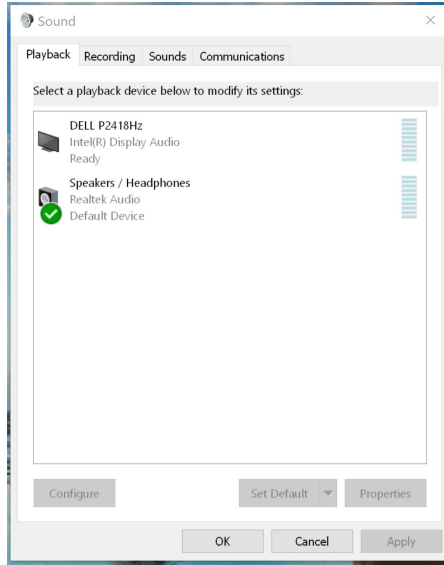 Sound
Playback Recording Sounds Communications
Select a playback device below to modify its settings:
DELL P2418Hz
Intel(R) Display Audio
Ready
Speakers / Headphones
Realtek Audio
Default Device
Configure Set Default Properties
OK Cancel Apply